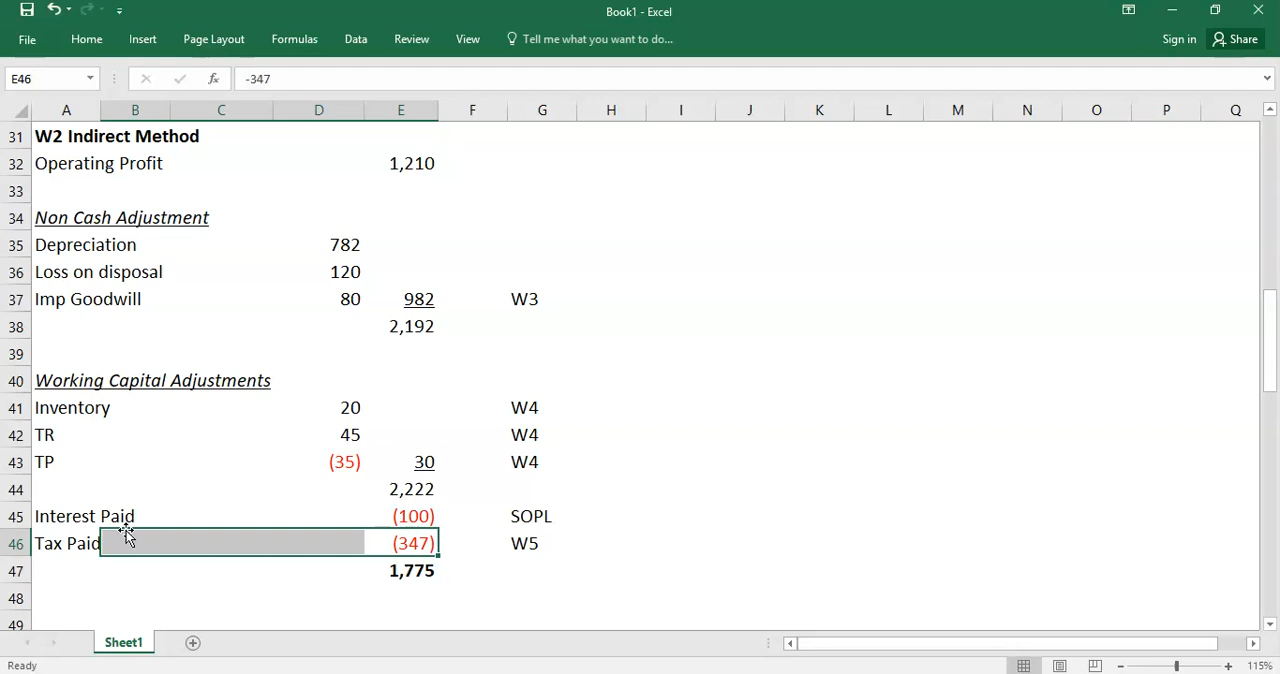 Book1 - Excel
File Home Insert Page Layout Formulas Data Review View Tell me what you want to do... Sign in Share
E46 fx -347
A B C D E F G H I J K L M N O P Q
31 W2 Indirect Method
32 Operating Profit 1,210
33
34 Non Cash Adjustment
35 Depreciation 782
36 Loss on disposal 120
37 Imp Goodwill 80 982 W3
38 2,192
39
40 Working Capital Adjustments
41 Inventory 20 W4
42 TR 45 W4
43 TP (35) 30 W4
44 2,222
45 Interest Paid (100) SOPL
46 Tax Paid (347) W5
47 1,775
48
49
Sheet1
Ready 115%